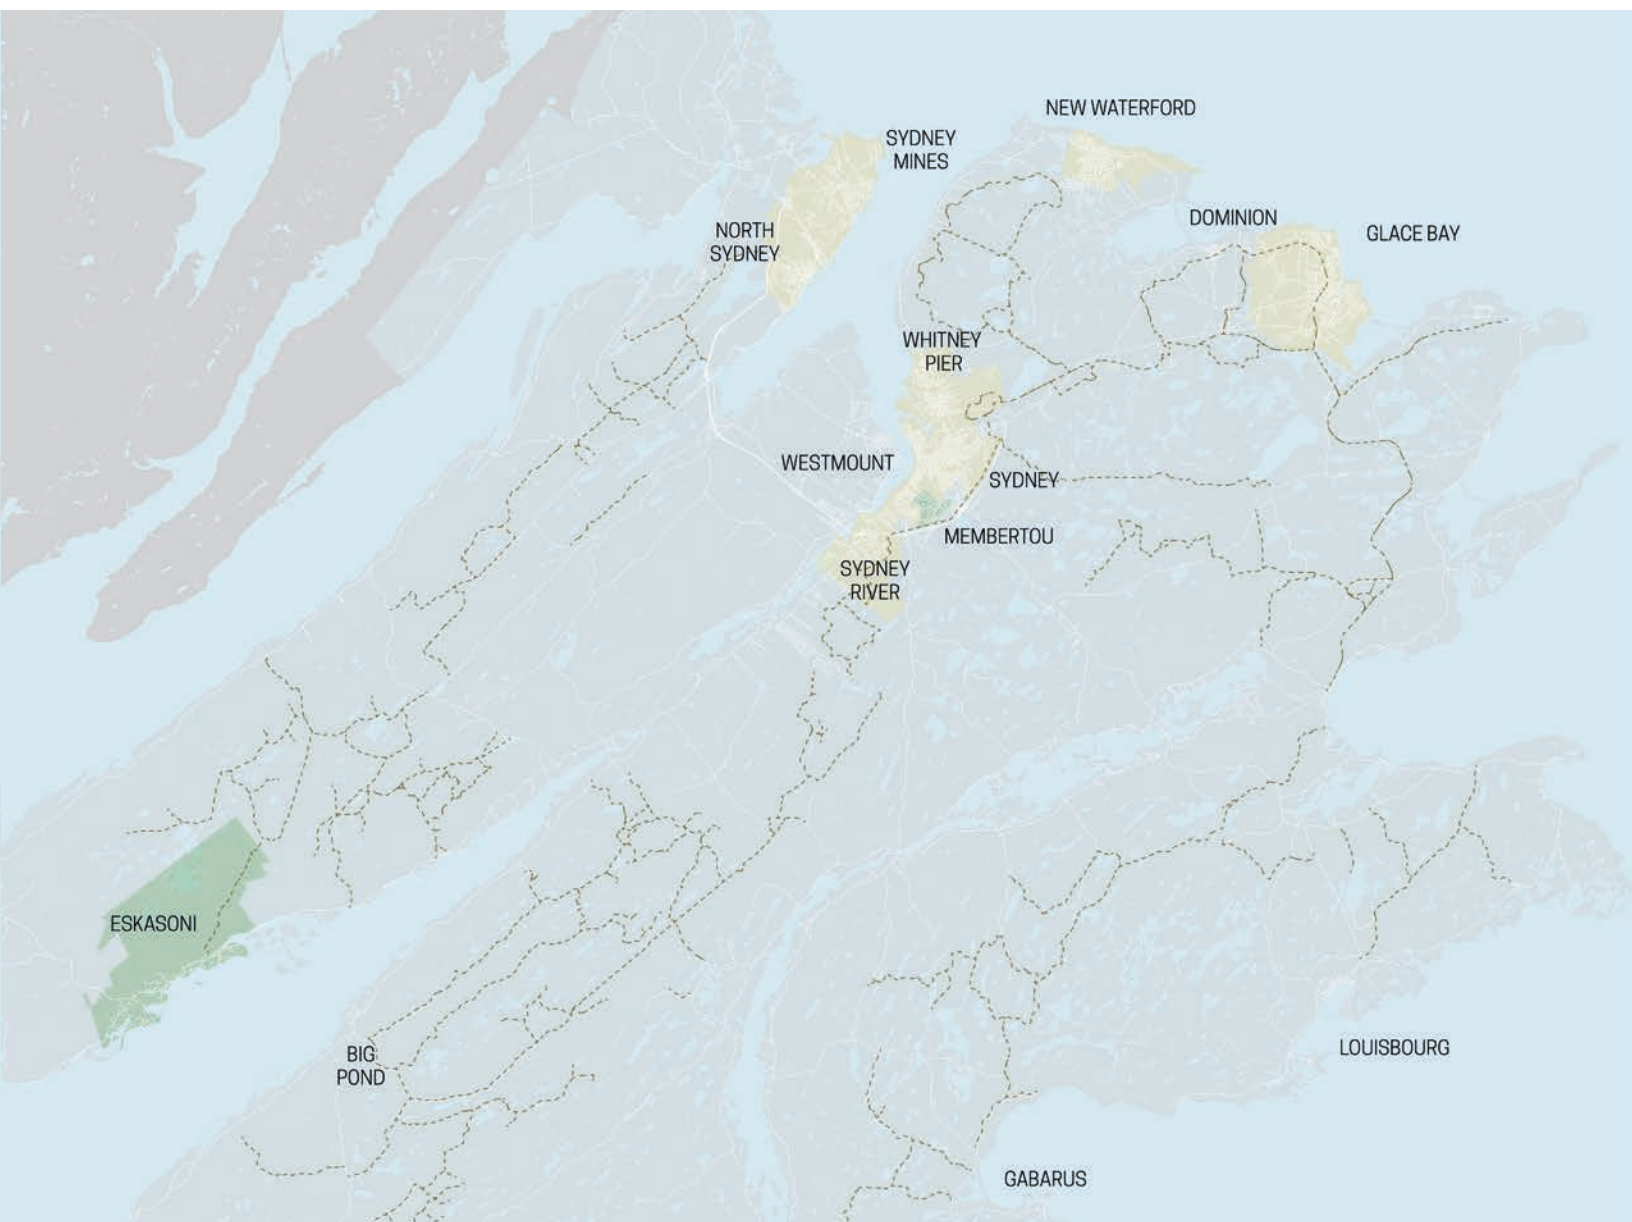 NEW WATERFORD
SYDNEY
MINES
DOMINION
GLACE BAY
NORTH
SYDNEY
WHITNEY
PIER
WESTMOUNT
SYDNEY
MEMBERTOU
SYDNEY
RIVER
ESKASONI
BIG
POND
LOUISBOURG
GABARUS